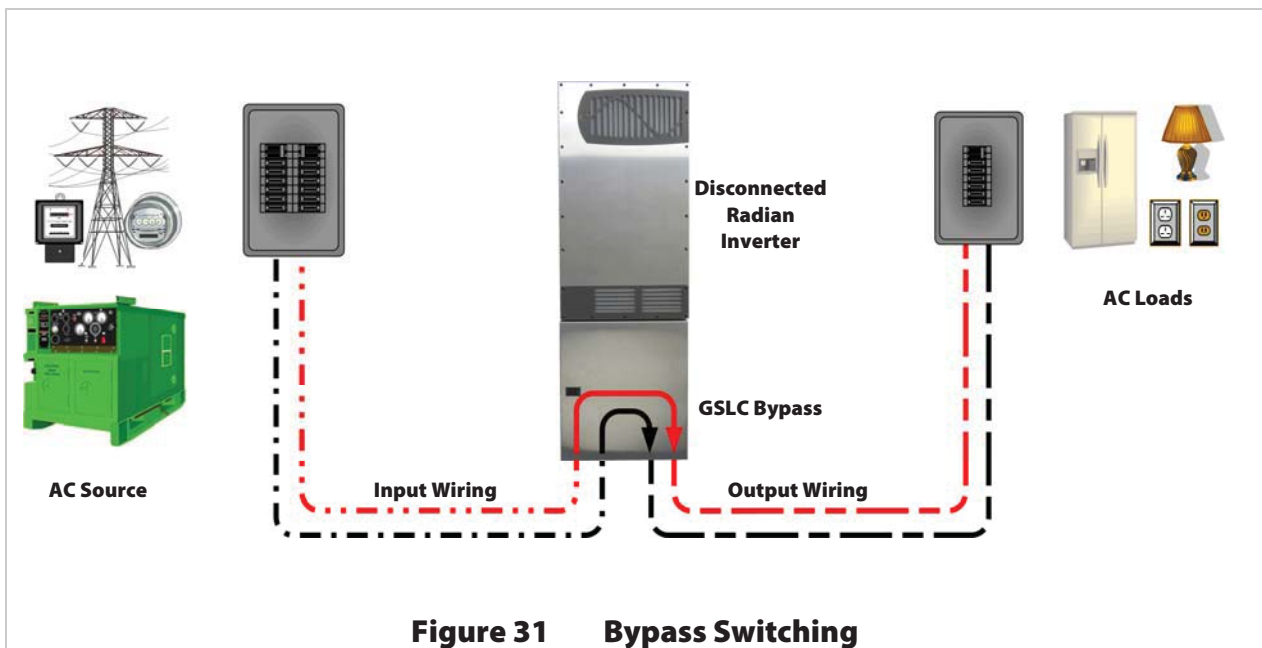 Disconnected
Radian
Inverter
AC Loads
GSLC Bypass
AC Source
Input Wiring
Output Wiring
Figure 31 Bypass Switching